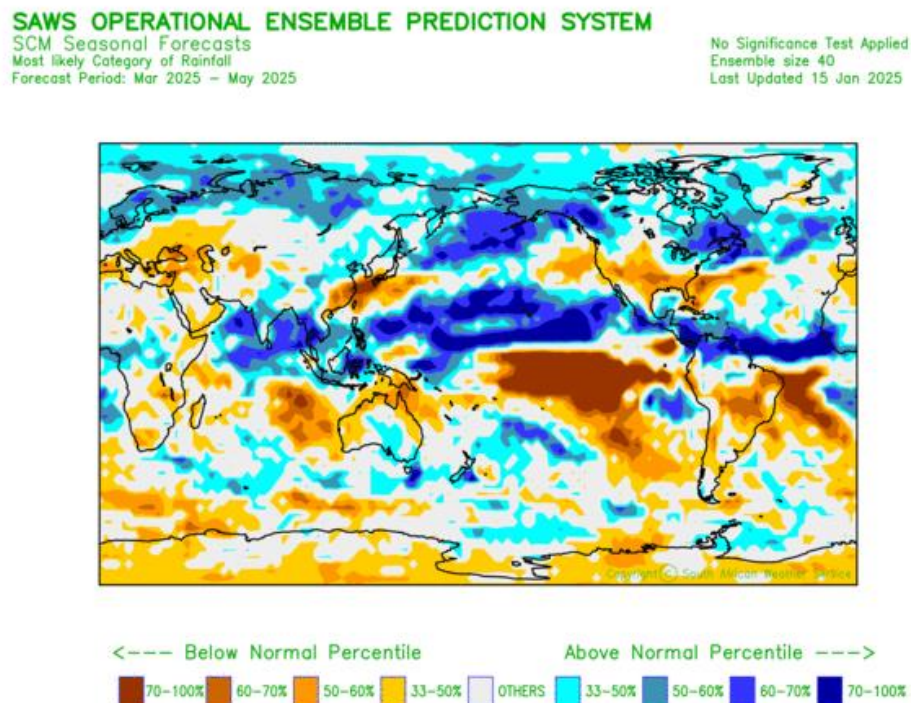 SAWS OPERATIONAL ENSEMBLE PREDICTION SYSTEM
SCM Seasonal Forecasts
Most likely Category of Rainfall
Forecast Period: Mar 2025 – May 2025
No Significance Test Applied
Ensemble size 40
Last Updated 15 Jan 2025
Copyright(C) South African Weather Service
<--- Below Normal Percentile
Above Normal Percentile --->
70-100% 60-70% 50-60% 33-50% OTHERS 33-50% 50-60% 60-70% 70-100%